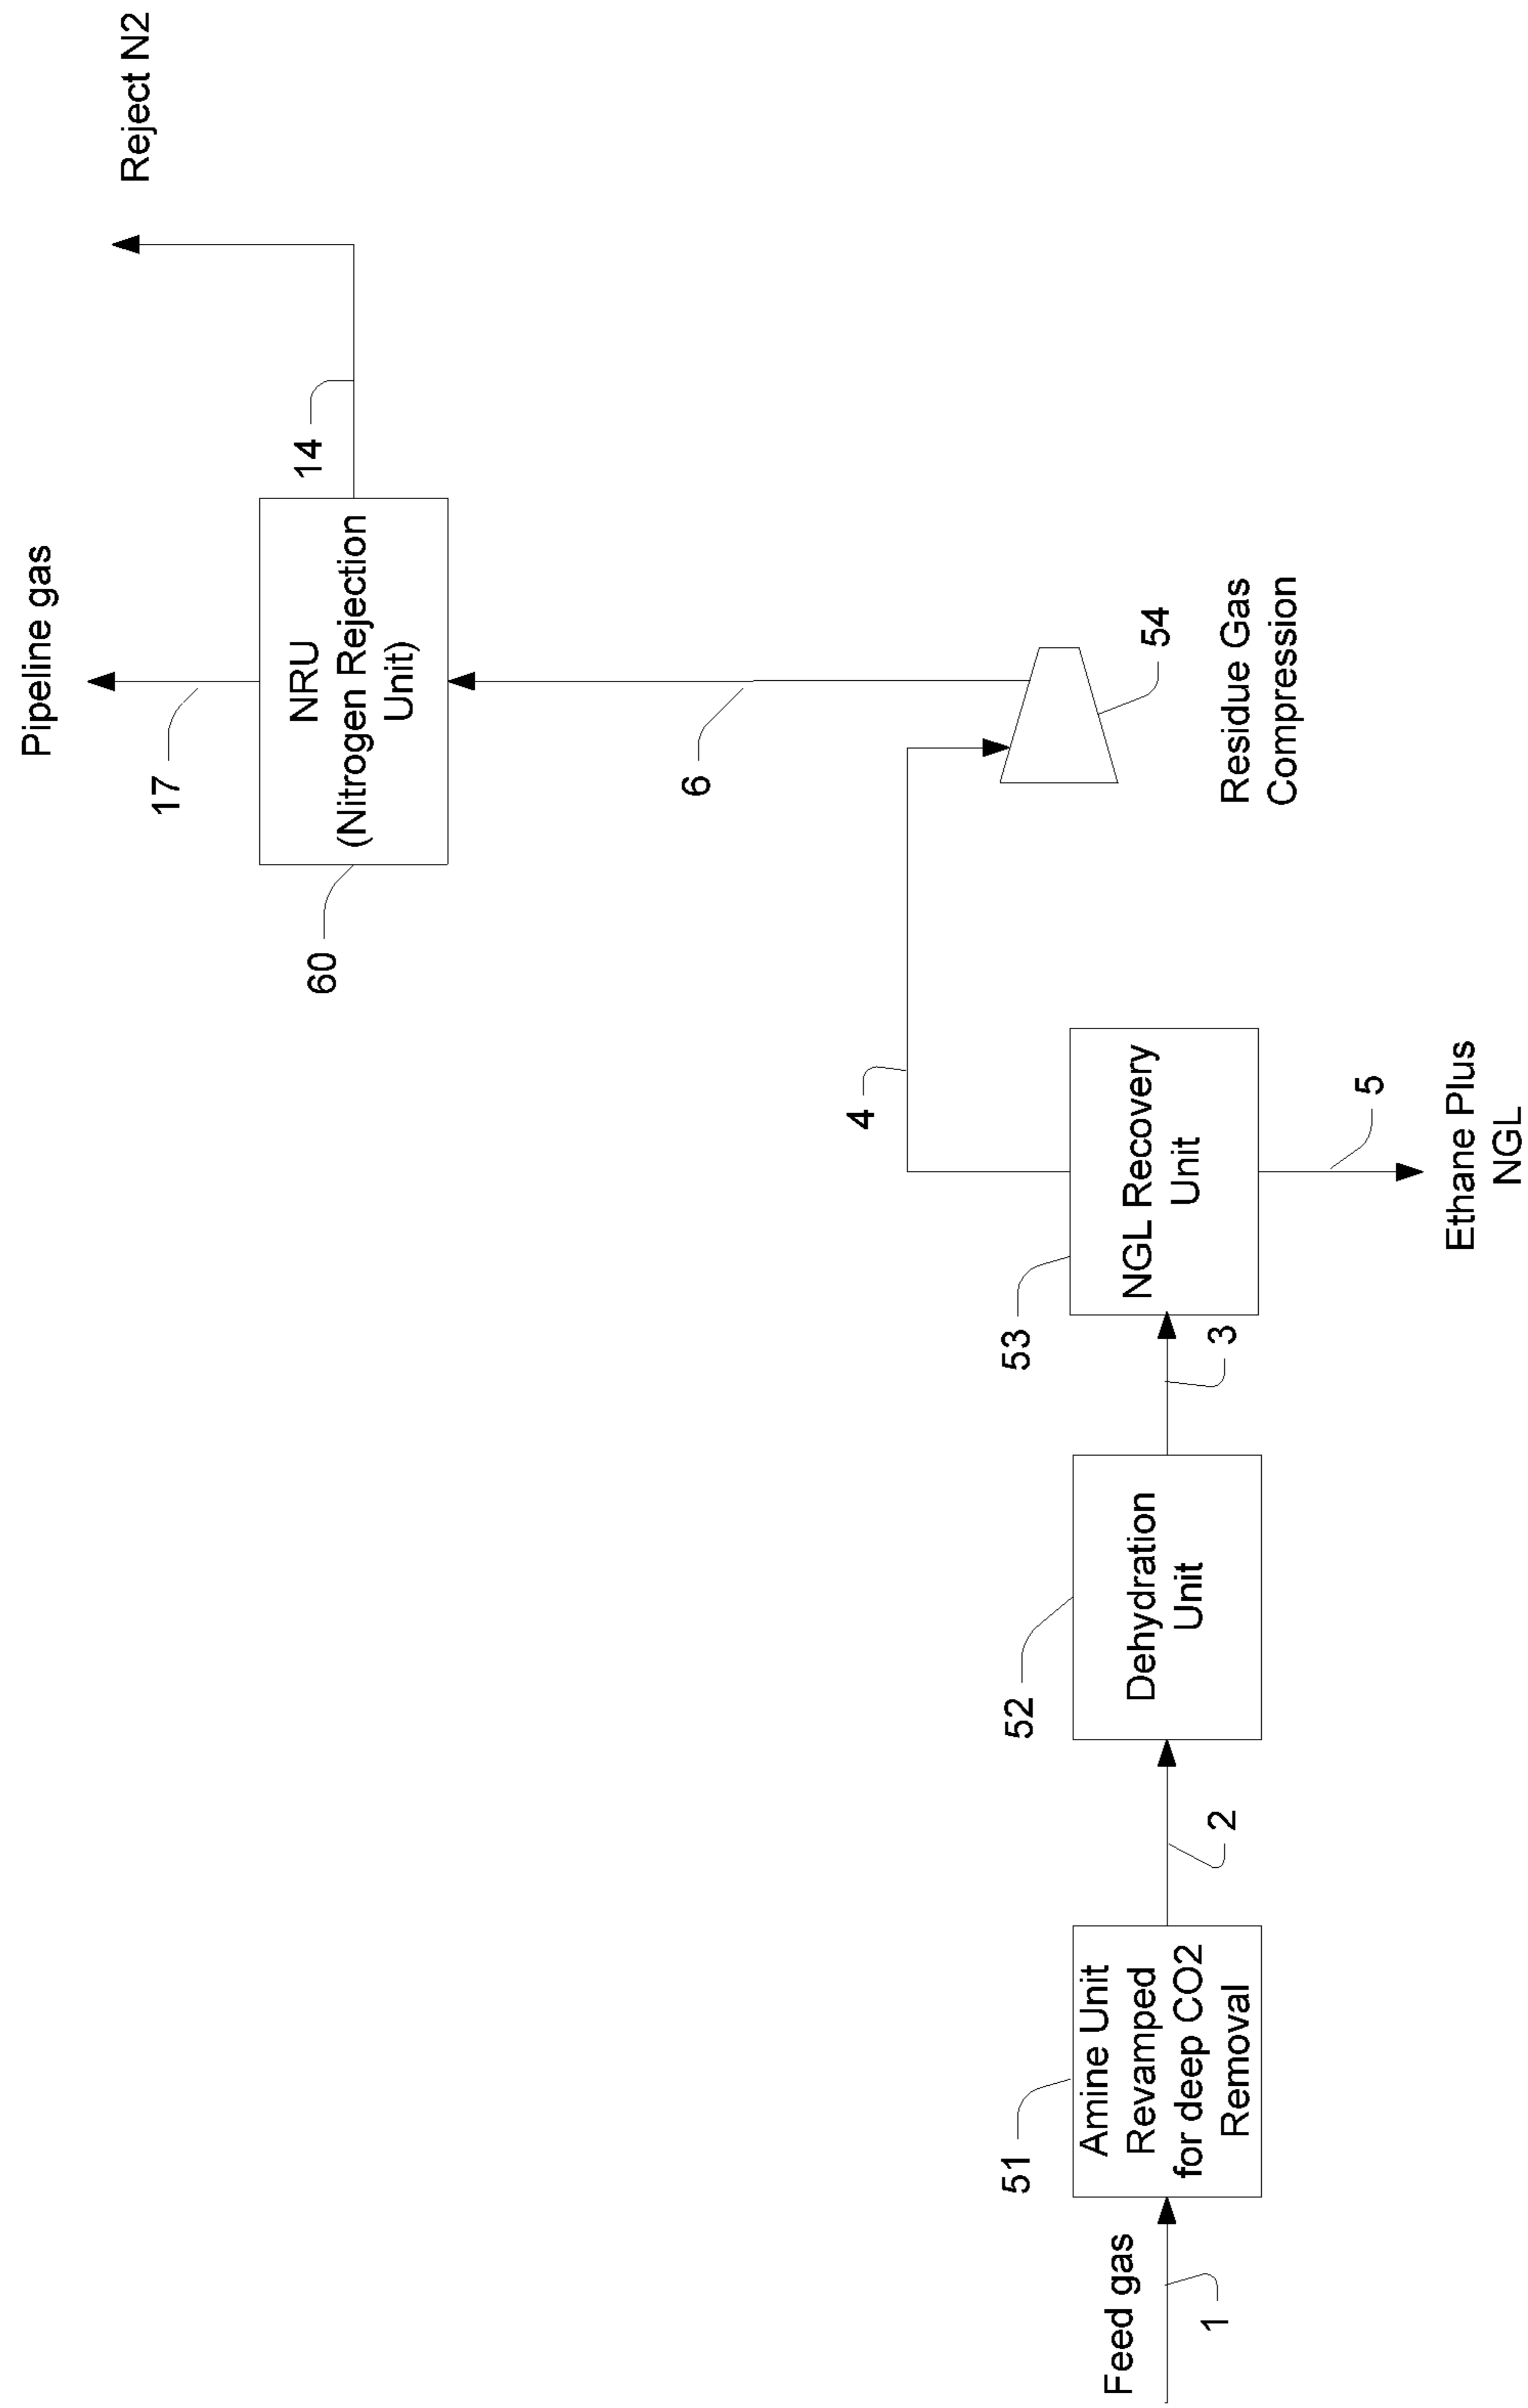 Feed gas
1
51
Amine Unit
Revamped
for deep CO2
Removal
2
52
Dehydration
Unit
3
53
NGL Recovery
Unit
5
Ethane Plus
NGL
4
54
Residue Gas
Compression
6
60
NRU
(Nitrogen Rejection
Unit)
17
Pipeline gas
14
Reject N2